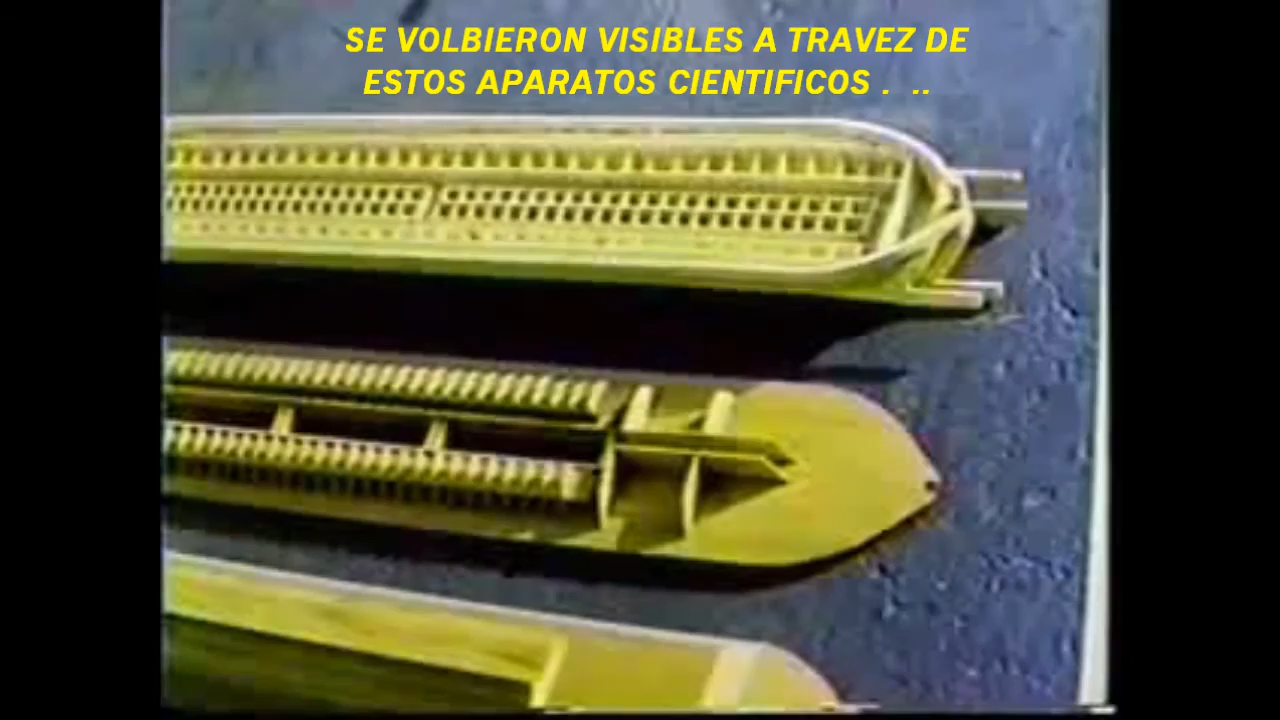 SE VOLBIERON VISIBLES A TRAVEZ DE
ESTOS APARATOS CIENTIFICOS .  ..